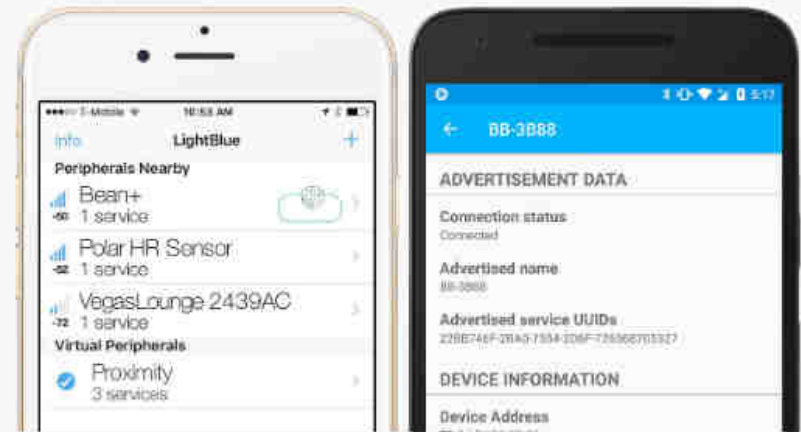 T-Mobile 10:53 AM
Info LightBlue +
Peripherals Nearby
Bean+
-50 1 service
Polar HR Sensor
-52 1 service
VegasLounge 2439AC
-72 1 service
Virtual Peripherals
Proximity
3 services
5:17
BB-3B88
ADVERTISEMENT DATA
Connection status
Connected
Advertised name
BB-3B88
Advertised service UUIDs
DEVICE INFORMATION
Device Address